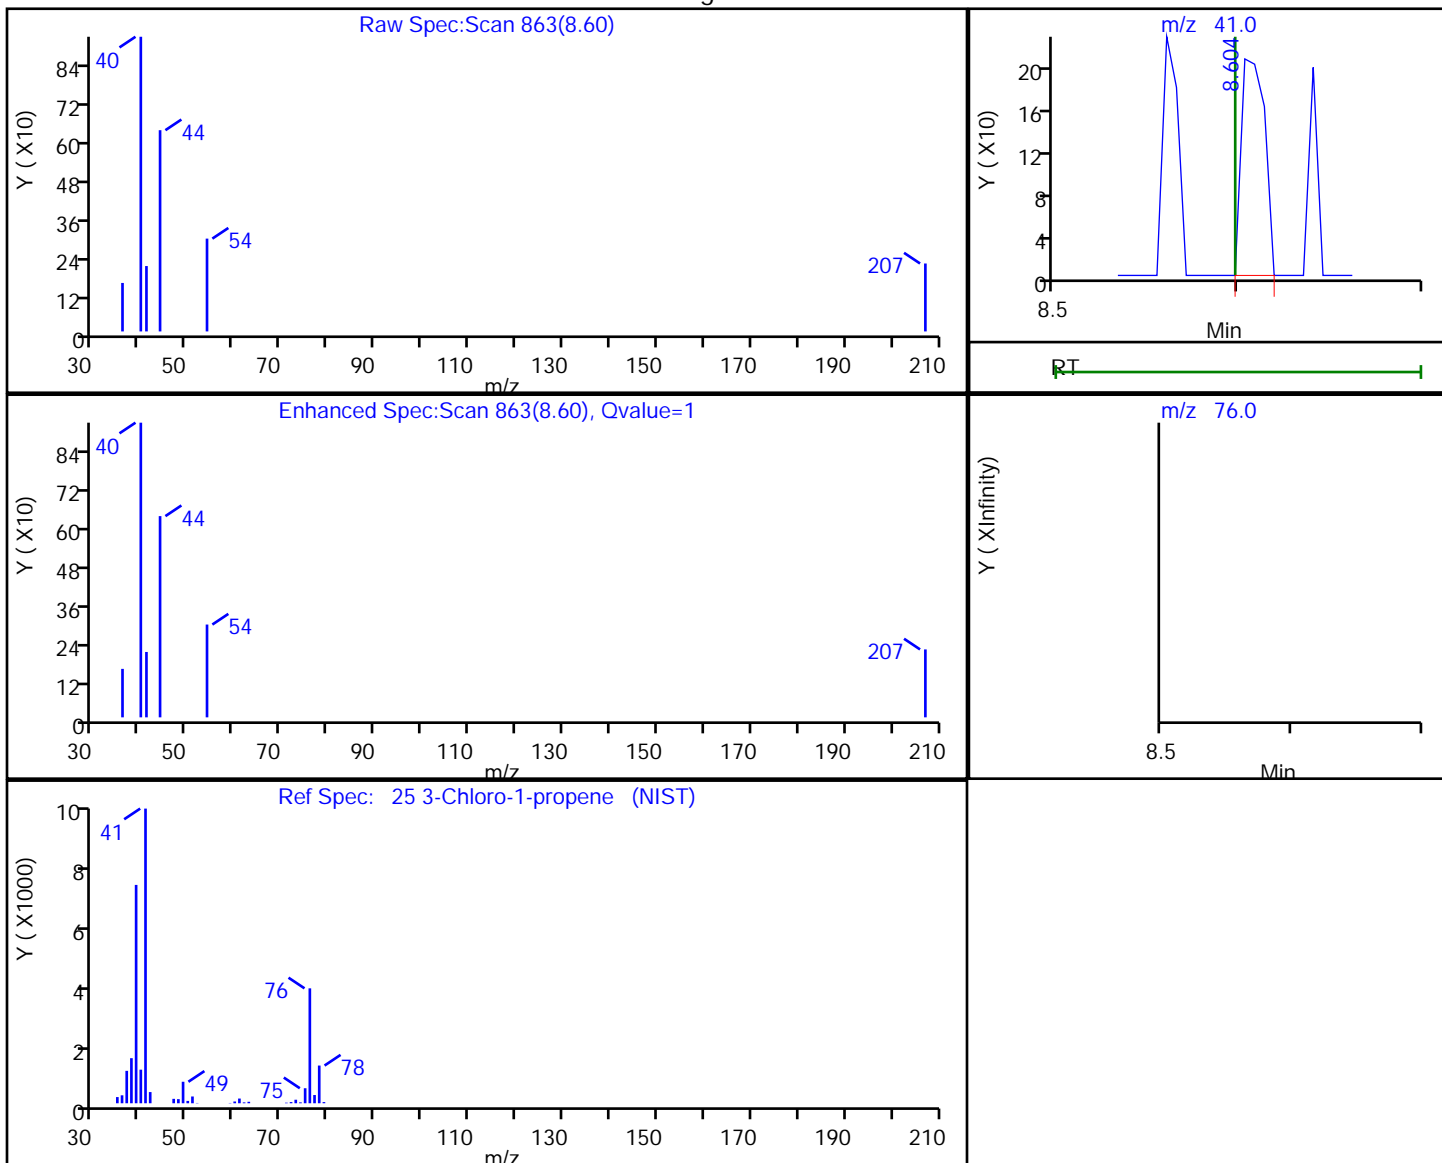 Raw Spec:Scan 863(8.60)
Y ( X10)
84
72
60
48
36
24
12
0
40
44
54
207
30 50 70 90 110 130 150 170 190 210
m/z
m/z 41.0
Y ( X10)
20
16
12
8
4
0
8.604
8.5
Min
RT
Enhanced Spec:Scan 863(8.60), Qvalue=1
Y ( X10)
84
72
60
48
36
24
12
0
40
44
54
207
30 50 70 90 110 130 150 170 190 210
m/z
m/z 76.0
Y ( XInfinity)
8.5
Min
Ref Spec: 25 3-Chloro-1-propene (NIST)
Y ( X1000)
10
8
6
4
2
0
41
49
75
76
78
30 50 70 90 110 130 150 170 190 210
m/z